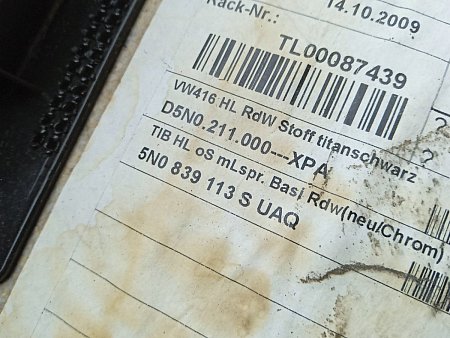 Rack-Nr.: 14.10.2009
TL00087439
VW416 HL RdW Stoff titanschwarz ?
D5N0.211.000---XPA ?
TIB HL oS mLspr. Basi Rdw(neu/Chrom)
5N0 839 113 S UAQ